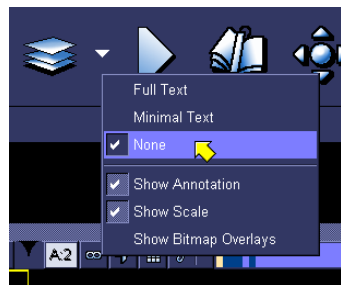 Full Text
Minimal Text
None
Show Annotation
Show Scale
Show Bitmap Overlays
A:2